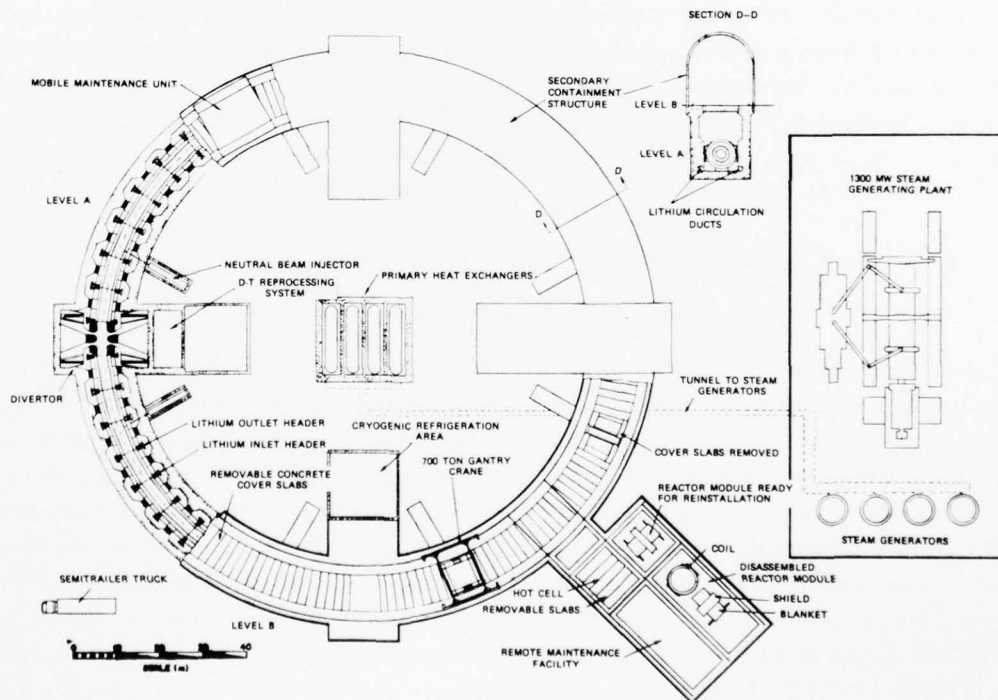 SECTION D–D
MOBILE MAINTENANCE UNIT
SECONDARY
CONTAINMENT
STRUCTURE
LEVEL B
LEVEL A
LITHIUM CIRCULATION
DUCTS
D'
D
1300 MW STEAM
GENERATING PLANT
LEVEL A
NEUTRAL BEAM INJECTOR
D-T REPROCESSING
SYSTEM
PRIMARY HEAT EXCHANGERS
DIVERTOR
TUNNEL TO STEAM
GENERATORS
LITHIUM OUTLET HEADER
LITHIUM INLET HEADER
CRYOGENIC REFRIGERATION
AREA
REMOVABLE CONCRETE
COVER SLABS
700 TON GANTRY
CRANE
COVER SLABS REMOVED
REACTOR MODULE READY
FOR REINSTALLATION
STEAM GENERATORS
COIL
DISASSEMBLED
REACTOR MODULE
SHIELD
BLANKET
HOT CELL
REMOVABLE SLABS
SEMITRAILER TRUCK
LEVEL B
REMOTE MAINTENANCE
FACILITY
0 40
SCALE (m)